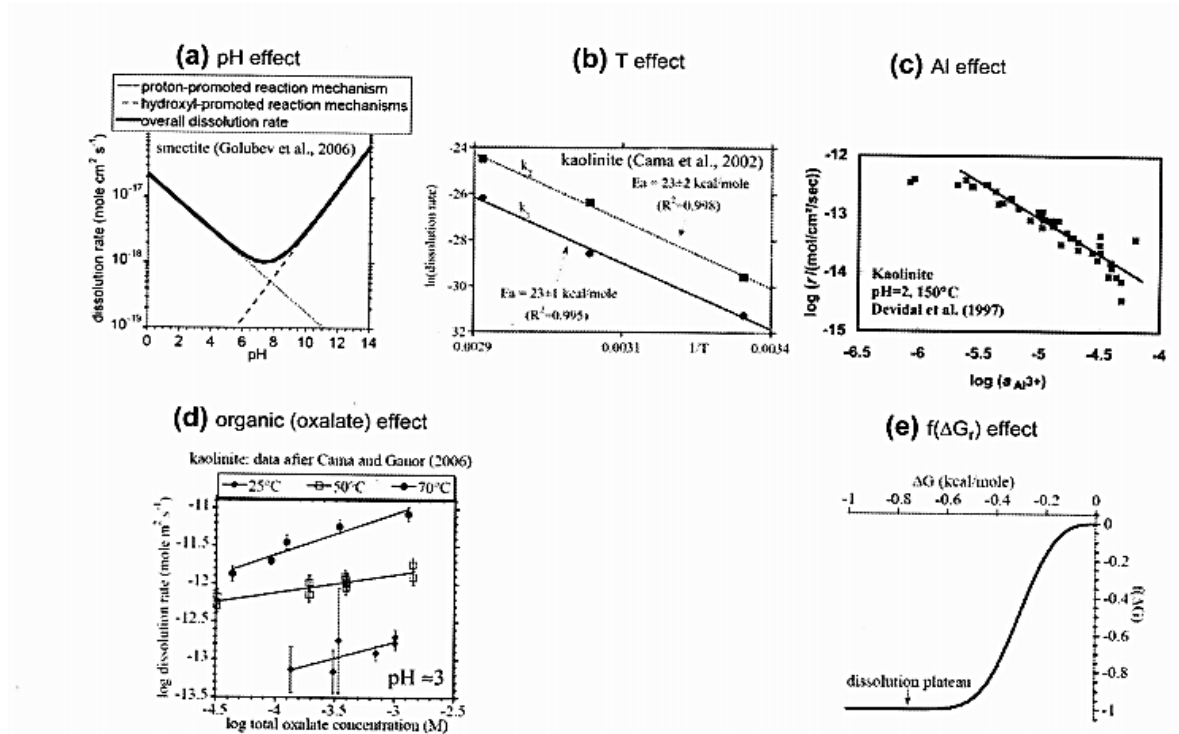 (a) pH effect
proton-promoted reaction mechanism
hydroxyl-promoted reaction mechanisms
overall dissolution rate
smectite (Golubev et al., 2006)
dissolution rate (mole cm² s⁻¹)
10⁻¹⁷
10⁻¹⁸
10⁻¹⁹
0 2 4 6 8 10 12 14
pH
(b) T effect
-24
-26
-28
-30
32
ln(dissolution rate)
kaolinite (Cama et al., 2002)
Ea = 23±2 kcal/mole
(R²=0.998)
Ea = 23±1 kcal/mole
(R²=0.995)
0.0029 0.0031 1/T 0.0034
(c) Al effect
-12
-13
-14
-15
log (r/(mol/cm²/sec))
Kaolinite
pH=2, 150°C
Devidal et al. (1997)
-6.5 -6 -5.5 -5 -4.5 -4
log (aAl³⁺)
(d) organic (oxalate) effect
kaolinite: data after Cama and Ganor (2006)
25°C 50°C 70°C
-11
-11.5
-12
-12.5
-13
-13.5
log dissolution rate (mole m² s⁻¹)
pH ≈3
-4.5 -4 -3.5 -3 -2.5
log total oxalate concentration (M)
(e) f(ΔGr) effect
ΔG (kcal/mole)
-1 -0.8 -0.6 -0.4 -0.2 0
0
-0.2
-0.4
-0.6
-0.8
-1
f(ΔG)
dissolution plateau